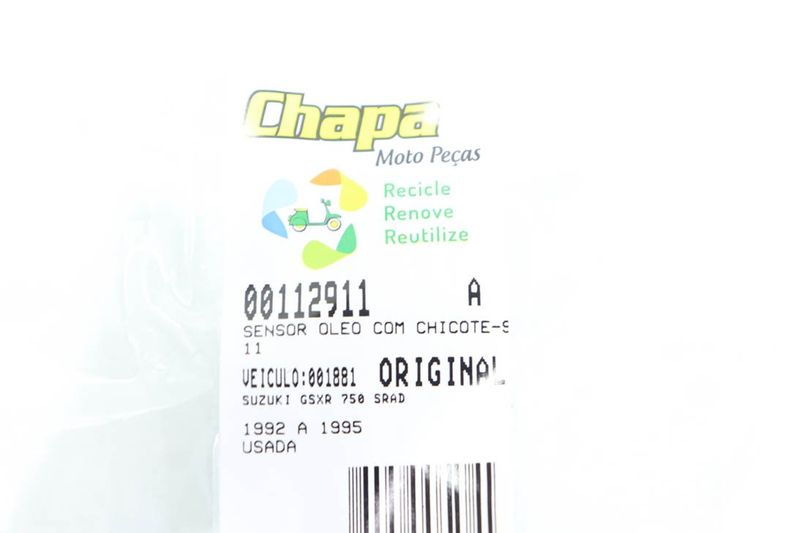 Chapa
Moto Peças
Recicle
Renove
Reutilize
00112911 A
SENSOR OLEO COM CHICOTE-S
11
VEICULO:001881 ORIGINAL
SUZUKI GSXR 750 SRAD
1992 A 1995
USADA